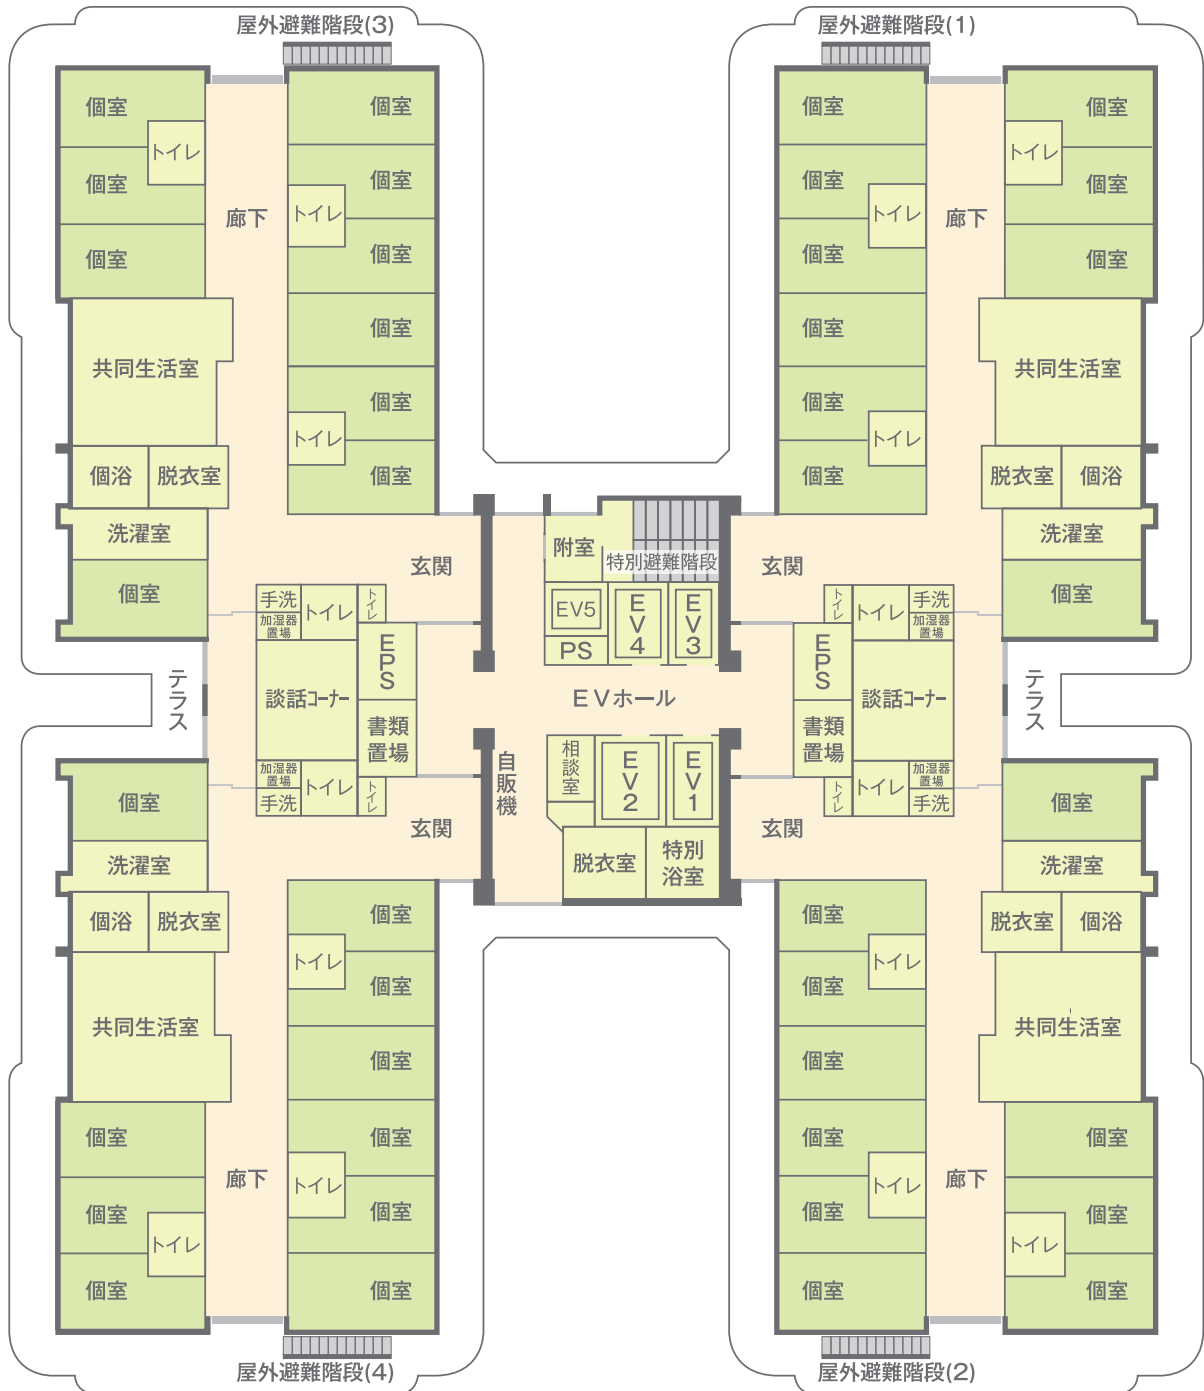 屋外避難階段(3)
屋外避難階段(1)
個室
個室
個室
個室
トイレ
トイレ
個室
個室
個室
個室
トイレ
トイレ
廊下
廊下
個室
個室
個室
個室
個室
個室
共同生活室
共同生活室
個室
個室
トイレ
トイレ
個浴
脱衣室
個室
個室
脱衣室
個浴
洗濯室
洗濯室
附室
特別避難階段
玄関
玄関
個室
個室
手洗
トイレ
トイレ
EV5
EV4
EV3
トイレ
トイレ
手洗
加湿器
置場
加湿器
置場
EPS
PS
EPS
テラス
談話コーナー
EVホール
談話コーナー
テラス
書類
置場
書類
置場
自販機
相談室
EV2
EV1
加湿器
置場
加湿器
置場
手洗
トイレ
トイレ
トイレ
トイレ
手洗
個室
個室
玄関
玄関
洗濯室
脱衣室
特別
浴室
洗濯室
個浴
脱衣室
個室
個室
脱衣室
個浴
トイレ
トイレ
個室
個室
共同生活室
共同生活室
個室
個室
個室
個室
個室
個室
廊下
廊下
トイレ
トイレ
個室
個室
個室
個室
トイレ
トイレ
個室
個室
個室
個室
屋外避難階段(4)
屋外避難階段(2)